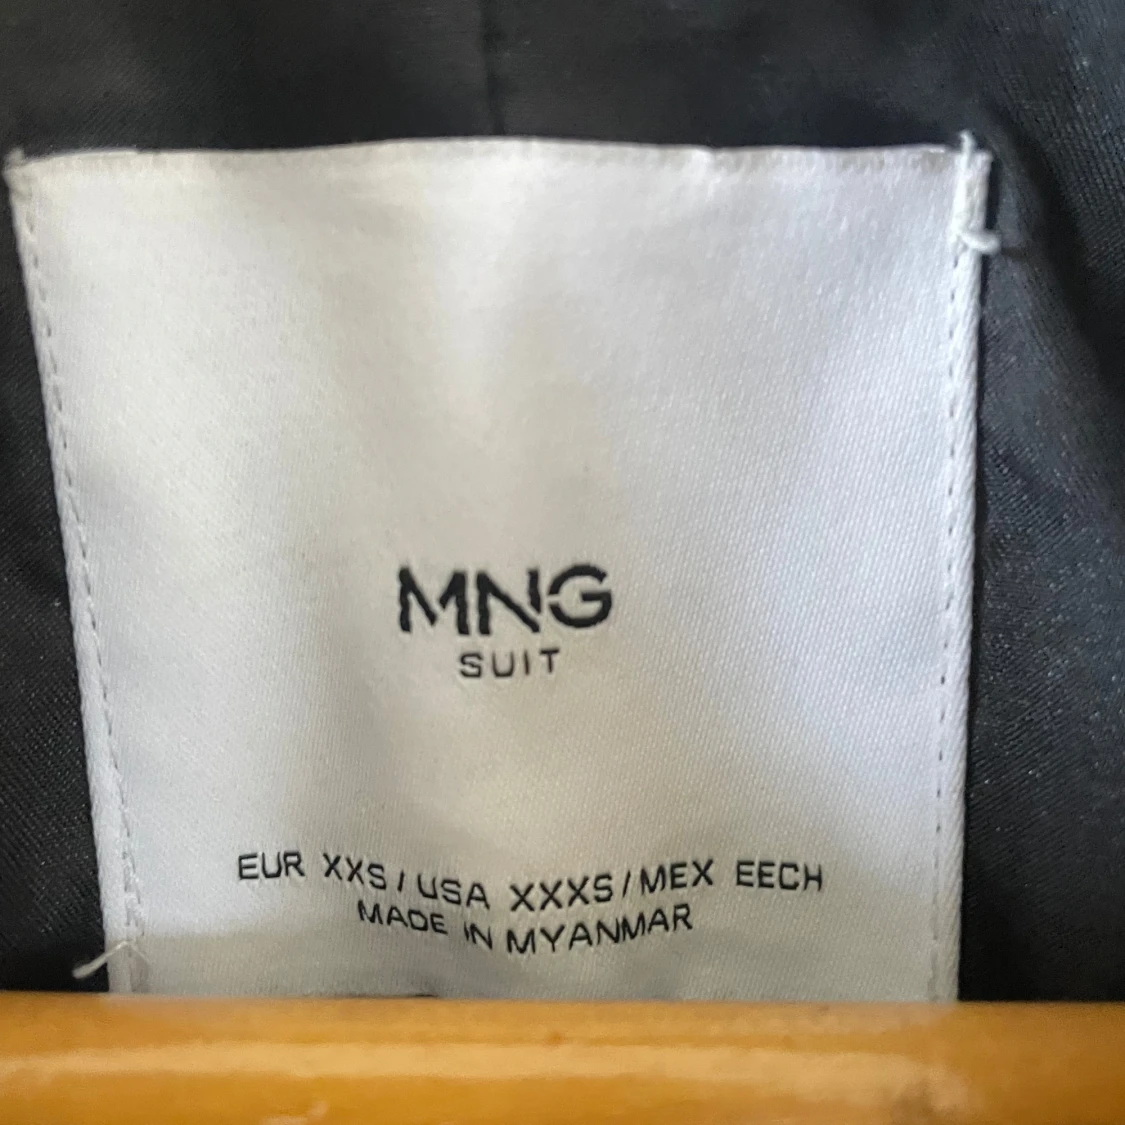 MNG
SUIT
EUR XXS / USA XXXS / MEX EECH
MADE IN MYANMAR